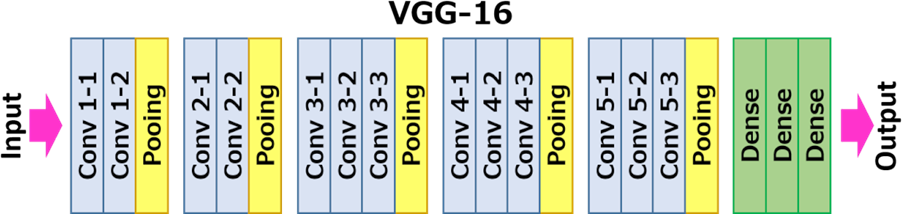 VGG-16
Input
Conv 1-1
Conv 1-2
Pooing
Conv 2-1
Conv 2-2
Pooing
Conv 3-1
Conv 3-2
Conv 3-3
Pooing
Conv 4-1
Conv 4-2
Conv 4-3
Pooing
Conv 5-1
Conv 5-2
Conv 5-3
Pooing
Dense
Dense
Dense
Output